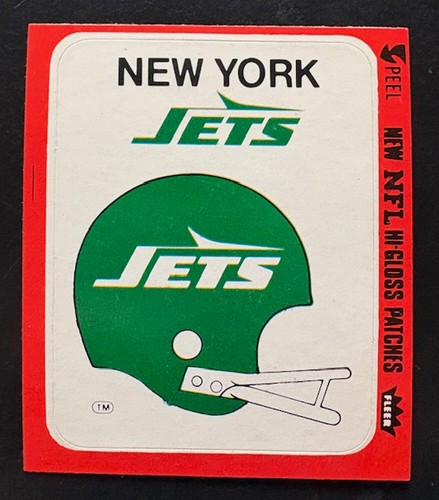 NEW YORK
JETS
JETS
TM
PEEL
NEW NFL HI-GLOSS PATCHES
FLEER